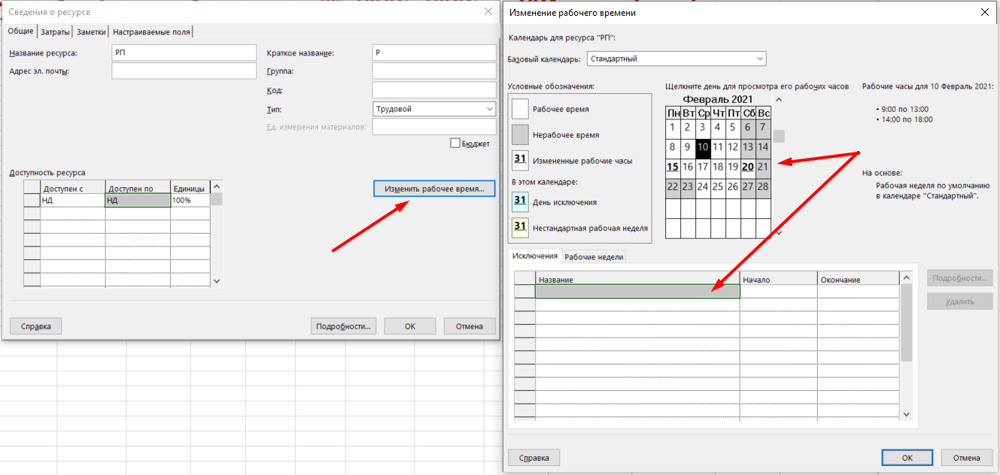 Сведения о ресурсе
Общие Затраты Заметки Настраиваемые поля
Название ресурса: РП Краткое название: Р
Адрес эл. почты: Группа:
Код:
Тип: Трудовой
Ед. измерения материалов:
Бюджет
Доступность ресурса
Доступен с Доступен по Единицы
НД НД 100%
Изменить рабочее время...
Справка Подробности... ОК Отмена
Изменение рабочего времени
Календарь для ресурса "РП":
Базовый календарь: Стандартный
Условные обозначения:
Рабочее время
Нерабочее время
31 Измененные рабочие часы
В этом календаре:
31 День исключения
31 Нестандартная рабочая неделя
Щелкните день для просмотра его рабочих часов
Февраль 2021
Пн Вт Ср Чт Пт Сб Вс
1 2 3 4 5 6 7
8 9 10 11 12 13 14
15 16 17 18 19 20 21
22 23 24 25 26 27 28
Рабочие часы для 10 Февраль 2021:
• 9:00 по 13:00
• 14:00 по 18:00
На основе:
Рабочая неделя по умолчанию
в календаре "Стандартный".
Исключения Рабочие недели
Название Начало Окончание
Подробности...
Удалить
Справка ОК Отмена